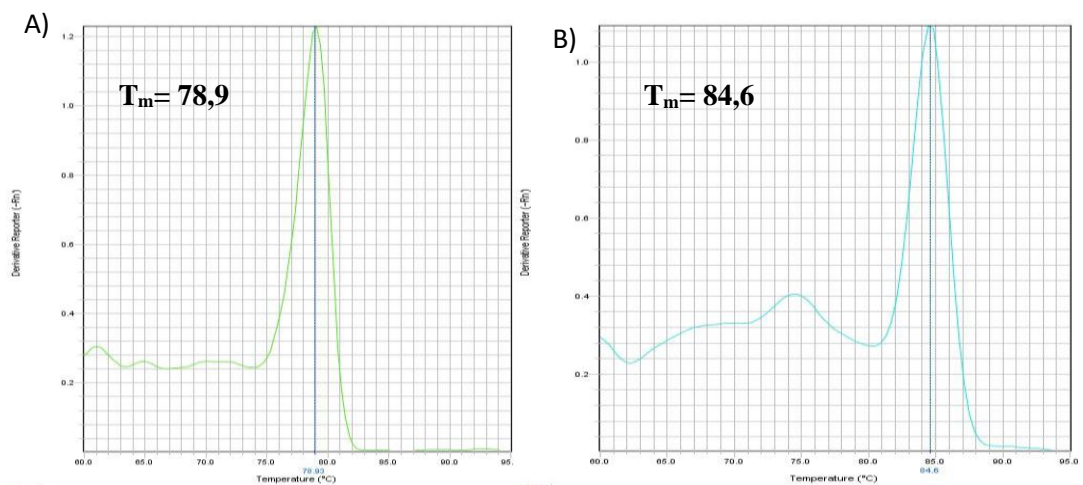 A)
Tm= 78,9
1.2
1.0
0.8
0.6
0.4
0.2
Derivative Reporter (-Rn)
60.0 65.0 70.0 75.0 80.0 85.0 90.0 95.
78.93
Temperature (°C)
B)
Tm= 84,6
1.0
0.8
0.6
0.4
0.2
Derivative Reporter (-Rn)
60.0 65.0 70.0 75.0 80.0 85.0 90.0 95.0
84.6
Temperature (°C)